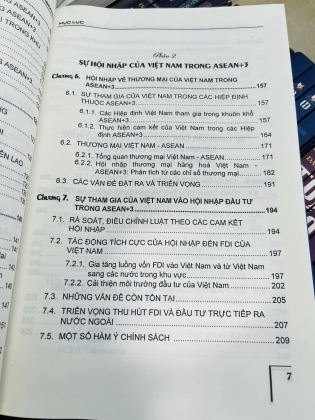 MỤC LỤC
Phần 2
SỰ HỘI NHẬP CỦA VIỆT NAM TRONG ASEAN+3
Chương 6. HỘI NHẬP VỀ THƯƠNG MẠI CỦA VIỆT NAM TRONG
ASEAN+3 157
6.1. SỰ THAM GIA CỦA VIỆT NAM TRONG CÁC HIỆP ĐỊNH
THUỘC ASEAN+3 157
6.1.1. Các Hiệp định Việt Nam tham gia trong khuôn khổ
ASEAN+3 157
6.1.2. Thực hiện cam kết của Việt Nam trong các Hiệp
định ASEAN+3 164
6.2. THƯƠNG MẠI VIỆT NAM - ASEAN 171
6.2.1. Tổng quan thương mại Việt Nam - ASEAN 171
6.2.2. Hội nhập thương mại hàng hoá Việt Nam -
ASEAN+3: Phân tích từ các chỉ số thương mại 182
6.3. CÁC VẤN ĐỀ ĐẶT RA VÀ TRIỂN VỌNG 191
Chương 7. SỰ THAM GIA CỦA VIỆT NAM VÀO HỘI NHẬP ĐẦU TƯ
TRONG ASEAN+3 194
7.1. RÀ SOÁT, ĐIỀU CHỈNH LUẬT THEO CÁC CAM KẾT
HỘI NHẬP 194
7.2. TÁC ĐỘNG TÍCH CỰC CỦA HỘI NHẬP ĐẾN FDI CỦA
VIỆT NAM 197
7.2.1. Gia tăng luồng vốn FDI vào Việt Nam và từ Việt Nam
sang các nước trong khu vực 197
7.2.2. Cải thiện môi trường đầu tư của Việt Nam 202
7.3. NHỮNG VẤN ĐỀ CÒN TỒN TẠI 205
7.4. TRIỂN VỌNG THU HÚT FDI VÀ ĐẦU TƯ TRỰC TIẾP RA
NƯỚC NGOÀI 207
7.5. MỘT SỐ HÀM Ý CHÍNH SÁCH 209
7